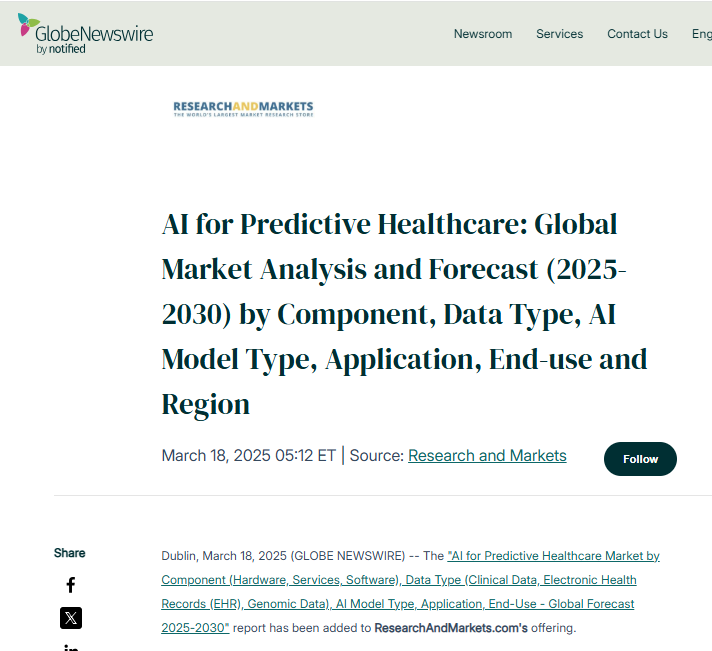 GlobeNewswire
by notified
Newsroom Services Contact Us Eng
RESEARCHANDMARKETS
THE WORLD'S LARGEST MARKET RESEARCH STORE
AI for Predictive Healthcare: Global
Market Analysis and Forecast (2025-
2030) by Component, Data Type, AI
Model Type, Application, End-use and
Region
March 18, 2025 05:12 ET | Source: Research and Markets
Follow
Share
Dublin, March 18, 2025 (GLOBE NEWSWIRE) -- The "AI for Predictive Healthcare Market by
Component (Hardware, Services, Software), Data Type (Clinical Data, Electronic Health
Records (EHR), Genomic Data), AI Model Type, Application, End-Use - Global Forecast
2025-2030" report has been added to ResearchAndMarkets.com's offering.